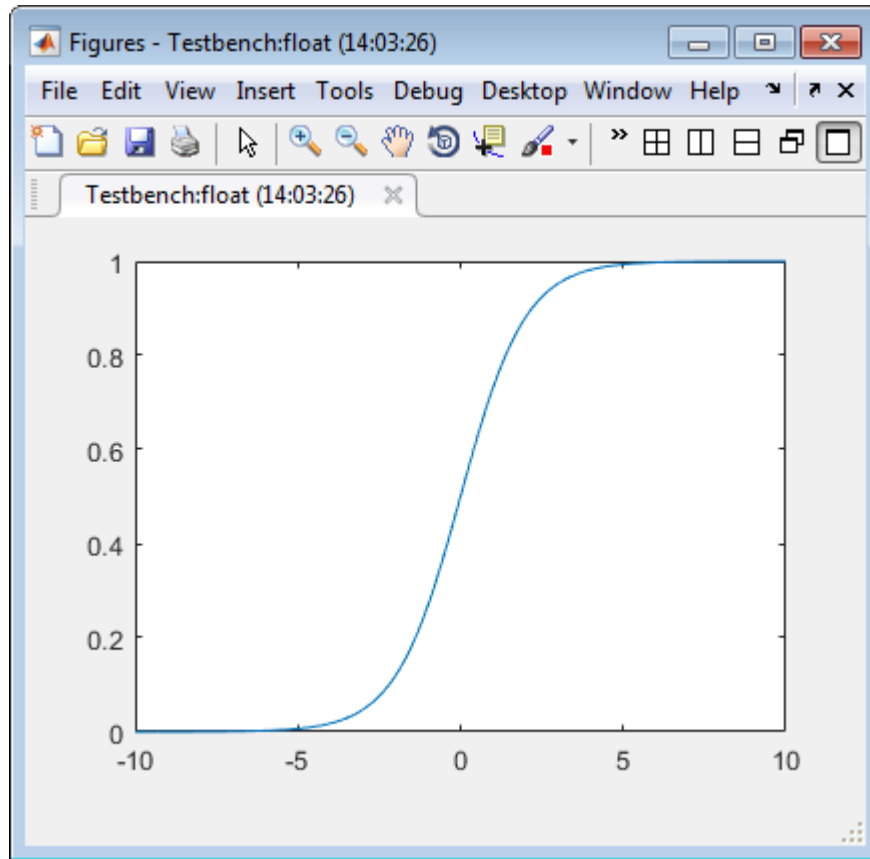 Figures - Testbench:float (14:03:26)
File Edit View Insert Tools Debug Desktop Window Help
Testbench:float (14:03:26)
1
0.8
0.6
0.4
0.2
0
-10 -5 0 5 10